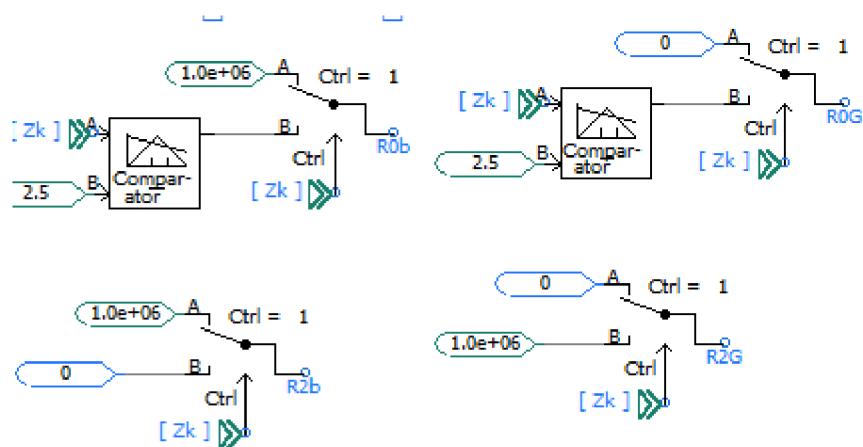 1.0e+06
A
Ctrl = 1
[ Zk ]
A
B
R0b
Compar-
ator
Ctrl
2.5
B
[ Zk ]
0
A
Ctrl = 1
[ Zk ]
A
B
R0G
Compar-
ator
Ctrl
2.5
B
[ Zk ]
1.0e+06
A
Ctrl = 1
0
B
R2b
Ctrl
[ Zk ]
0
A
Ctrl = 1
1.0e+06
B
R2G
Ctrl
[ Zk ]